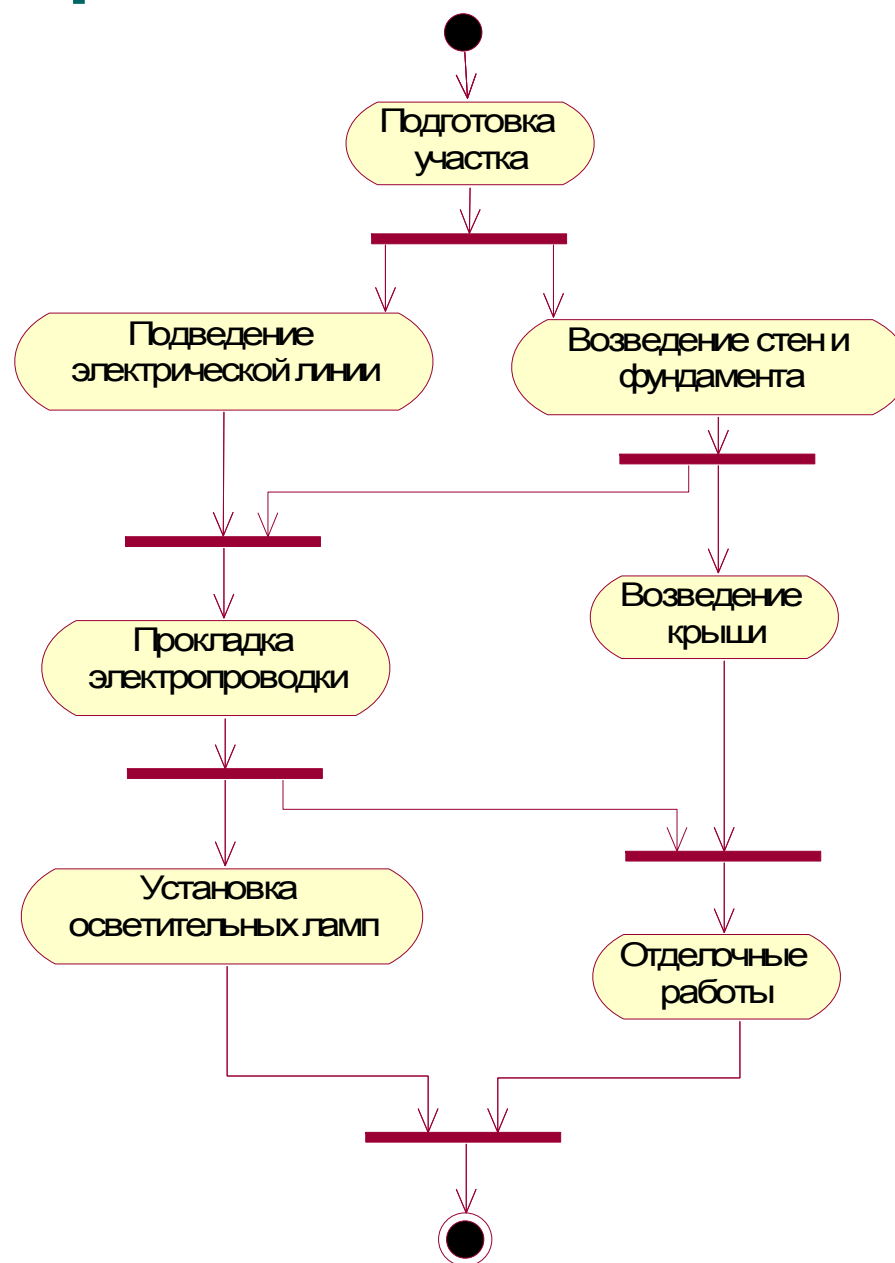 Подготовка
участка
Подведение
электрической линии
Возведение стен и
фундамента
Возведение
крыши
Прокладка
электропроводки
Установка
осветительных ламп
Отделочные
работы